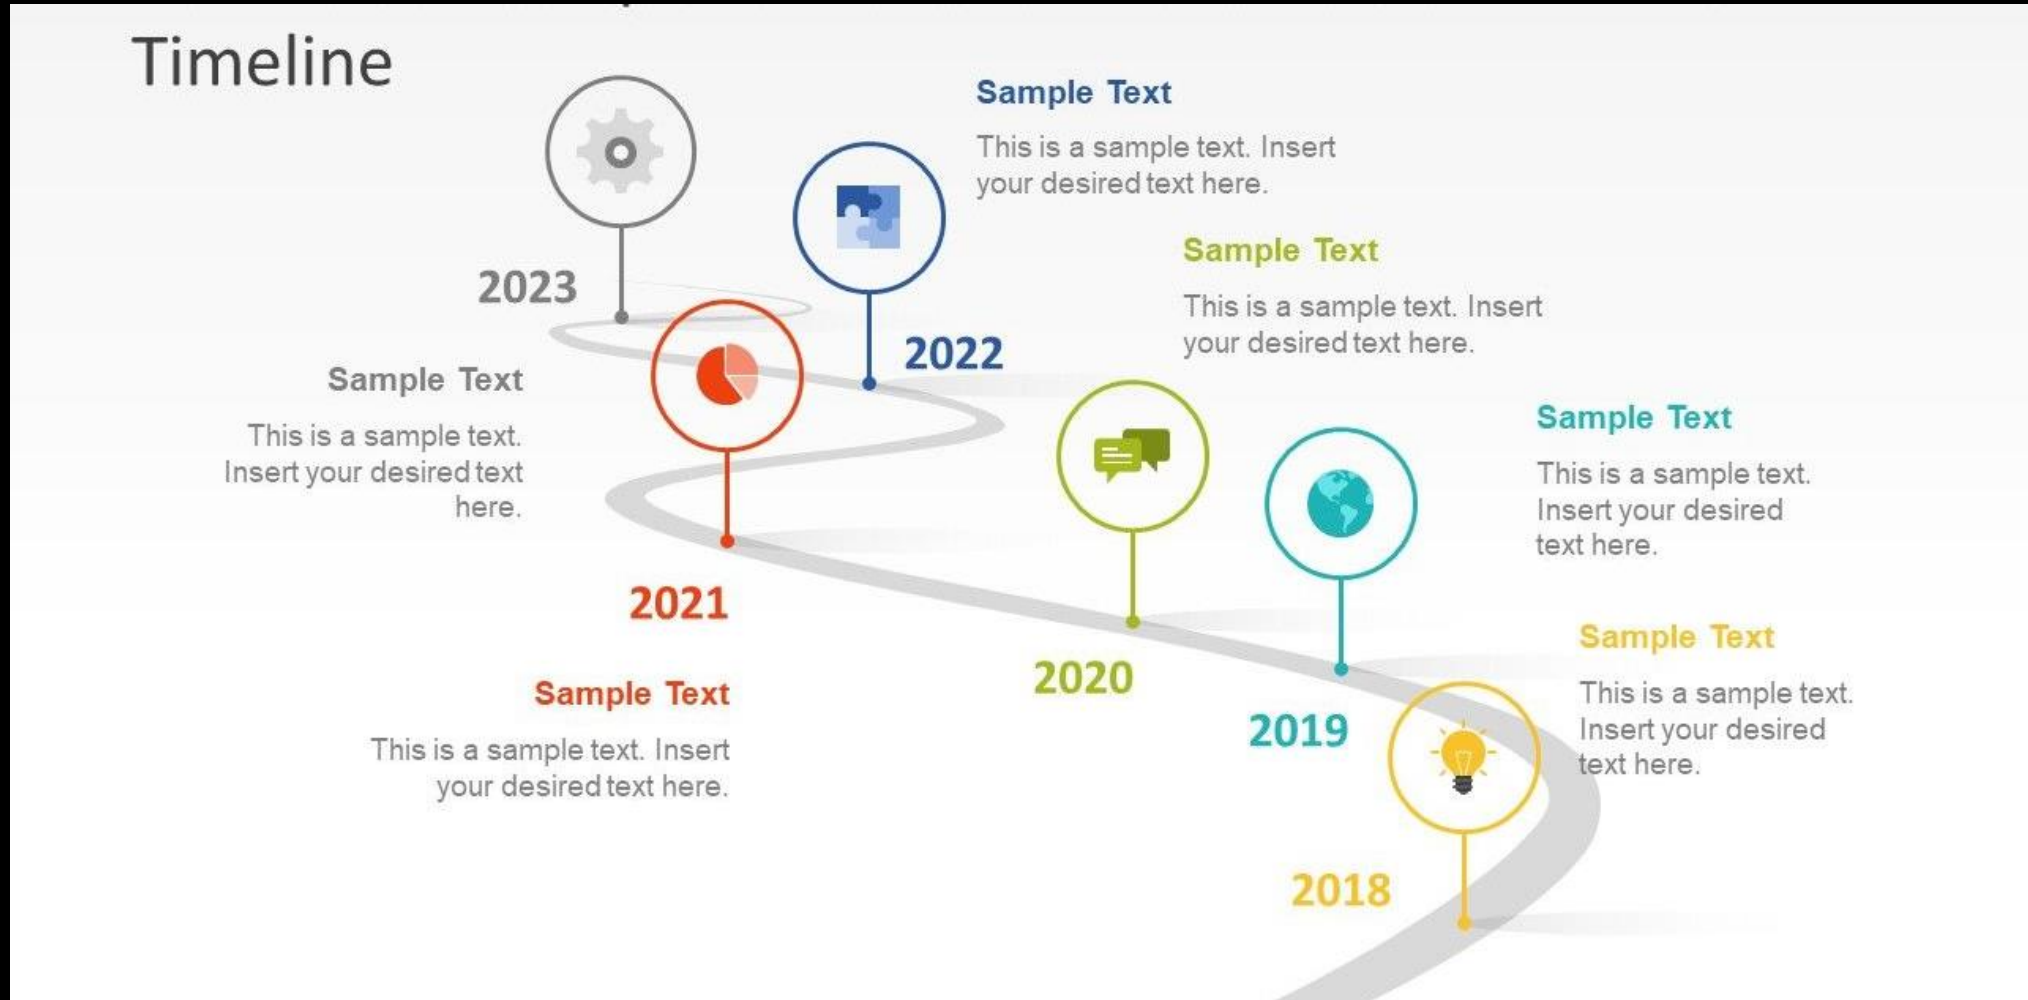 Timeline
Sample Text
This is a sample text. Insert
your desired text here.
2022
2023
Sample Text
This is a sample text. Insert
your desired text here.
2020
Sample Text
This is a sample text.
Insert your desired text
here.
Sample Text
This is a sample text.
Insert your desired
text here.
2019
2021
Sample Text
This is a sample text. Insert
your desired text here.
Sample Text
This is a sample text.
Insert your desired
text here.
2018